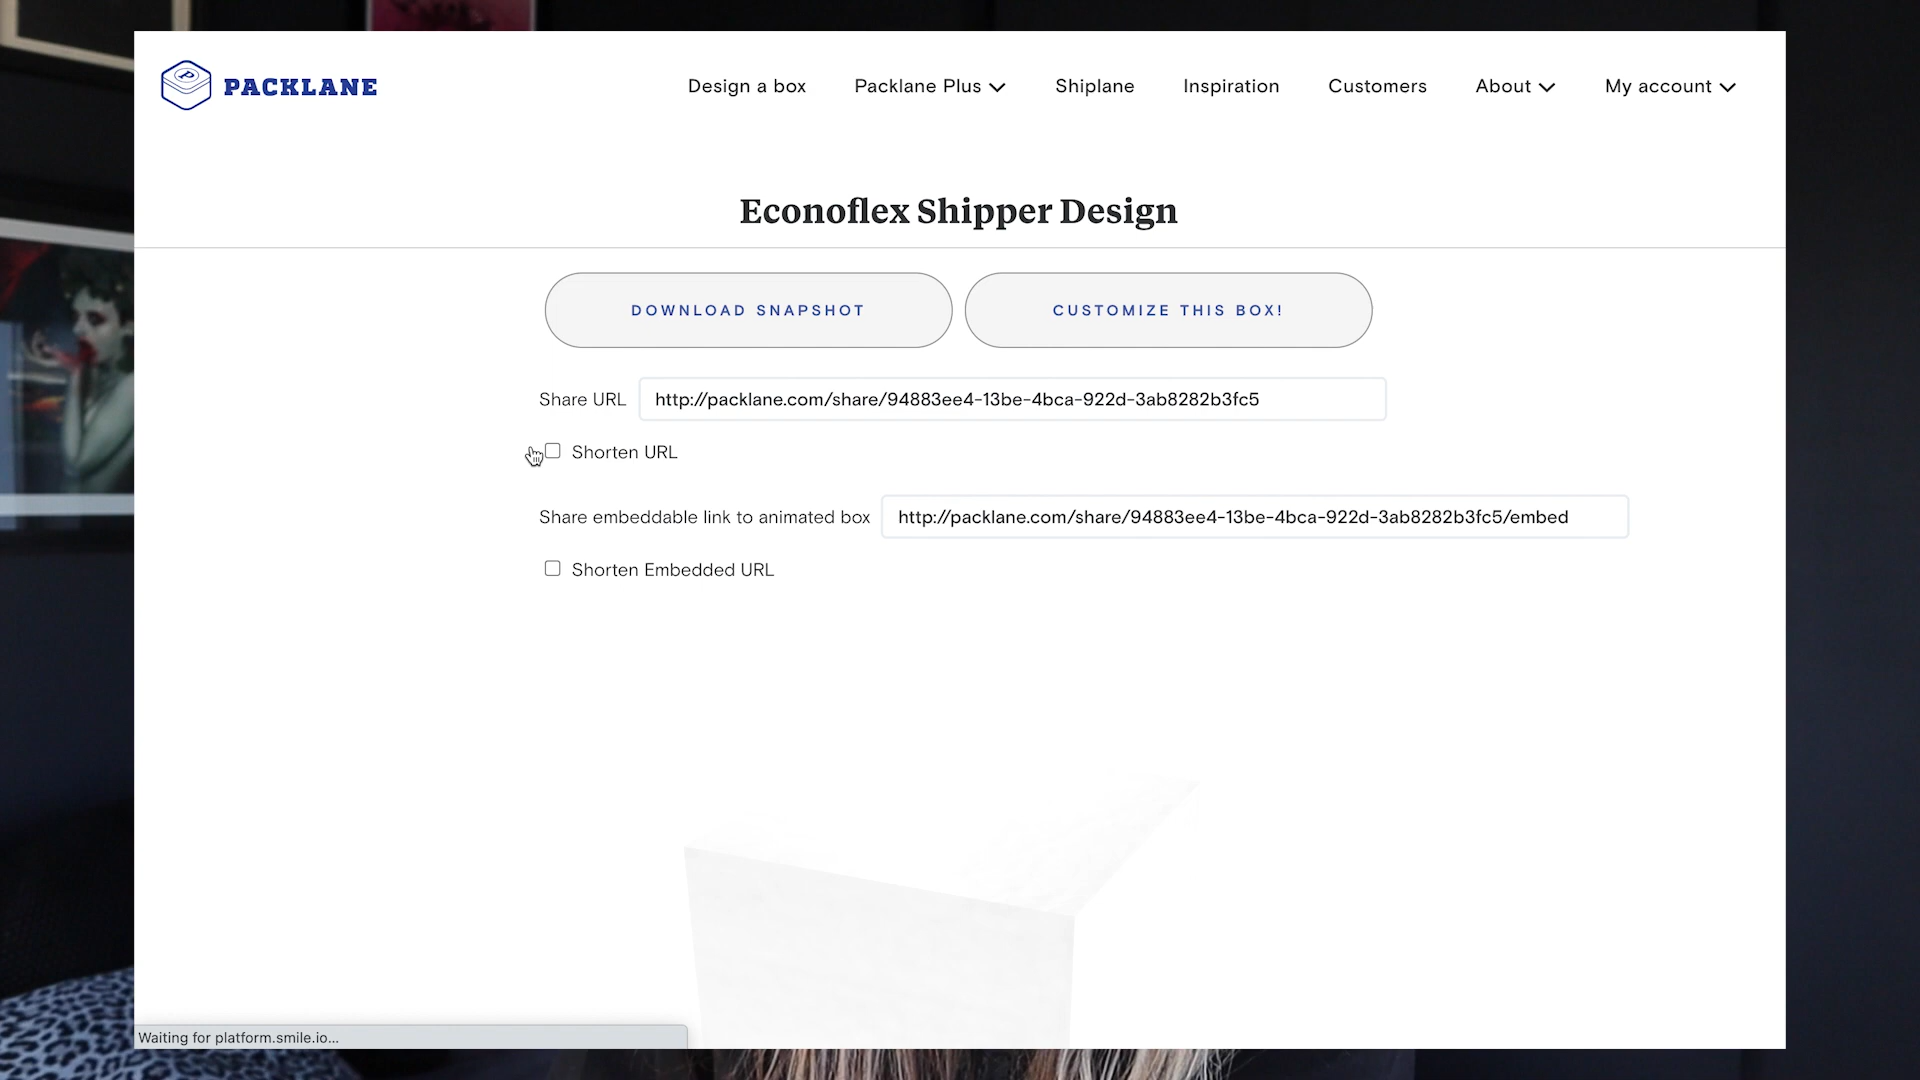 PACKLANE
Design a box
Packlane Plus
Shiplane
Inspiration
Customers
About
My account
Econoflex Shipper Design
DOWNLOAD SNAPSHOT
CUSTOMIZE THIS BOX!
Share URL
http://packlane.com/share/94883ee4-13be-4bca-922d-3ab8282b3fc5
Shorten URL
Share embeddable link to animated box
http://packlane.com/share/94883ee4-13be-4bca-922d-3ab8282b3fc5/embed
Shorten Embedded URL
Waiting for platform.smile.io...